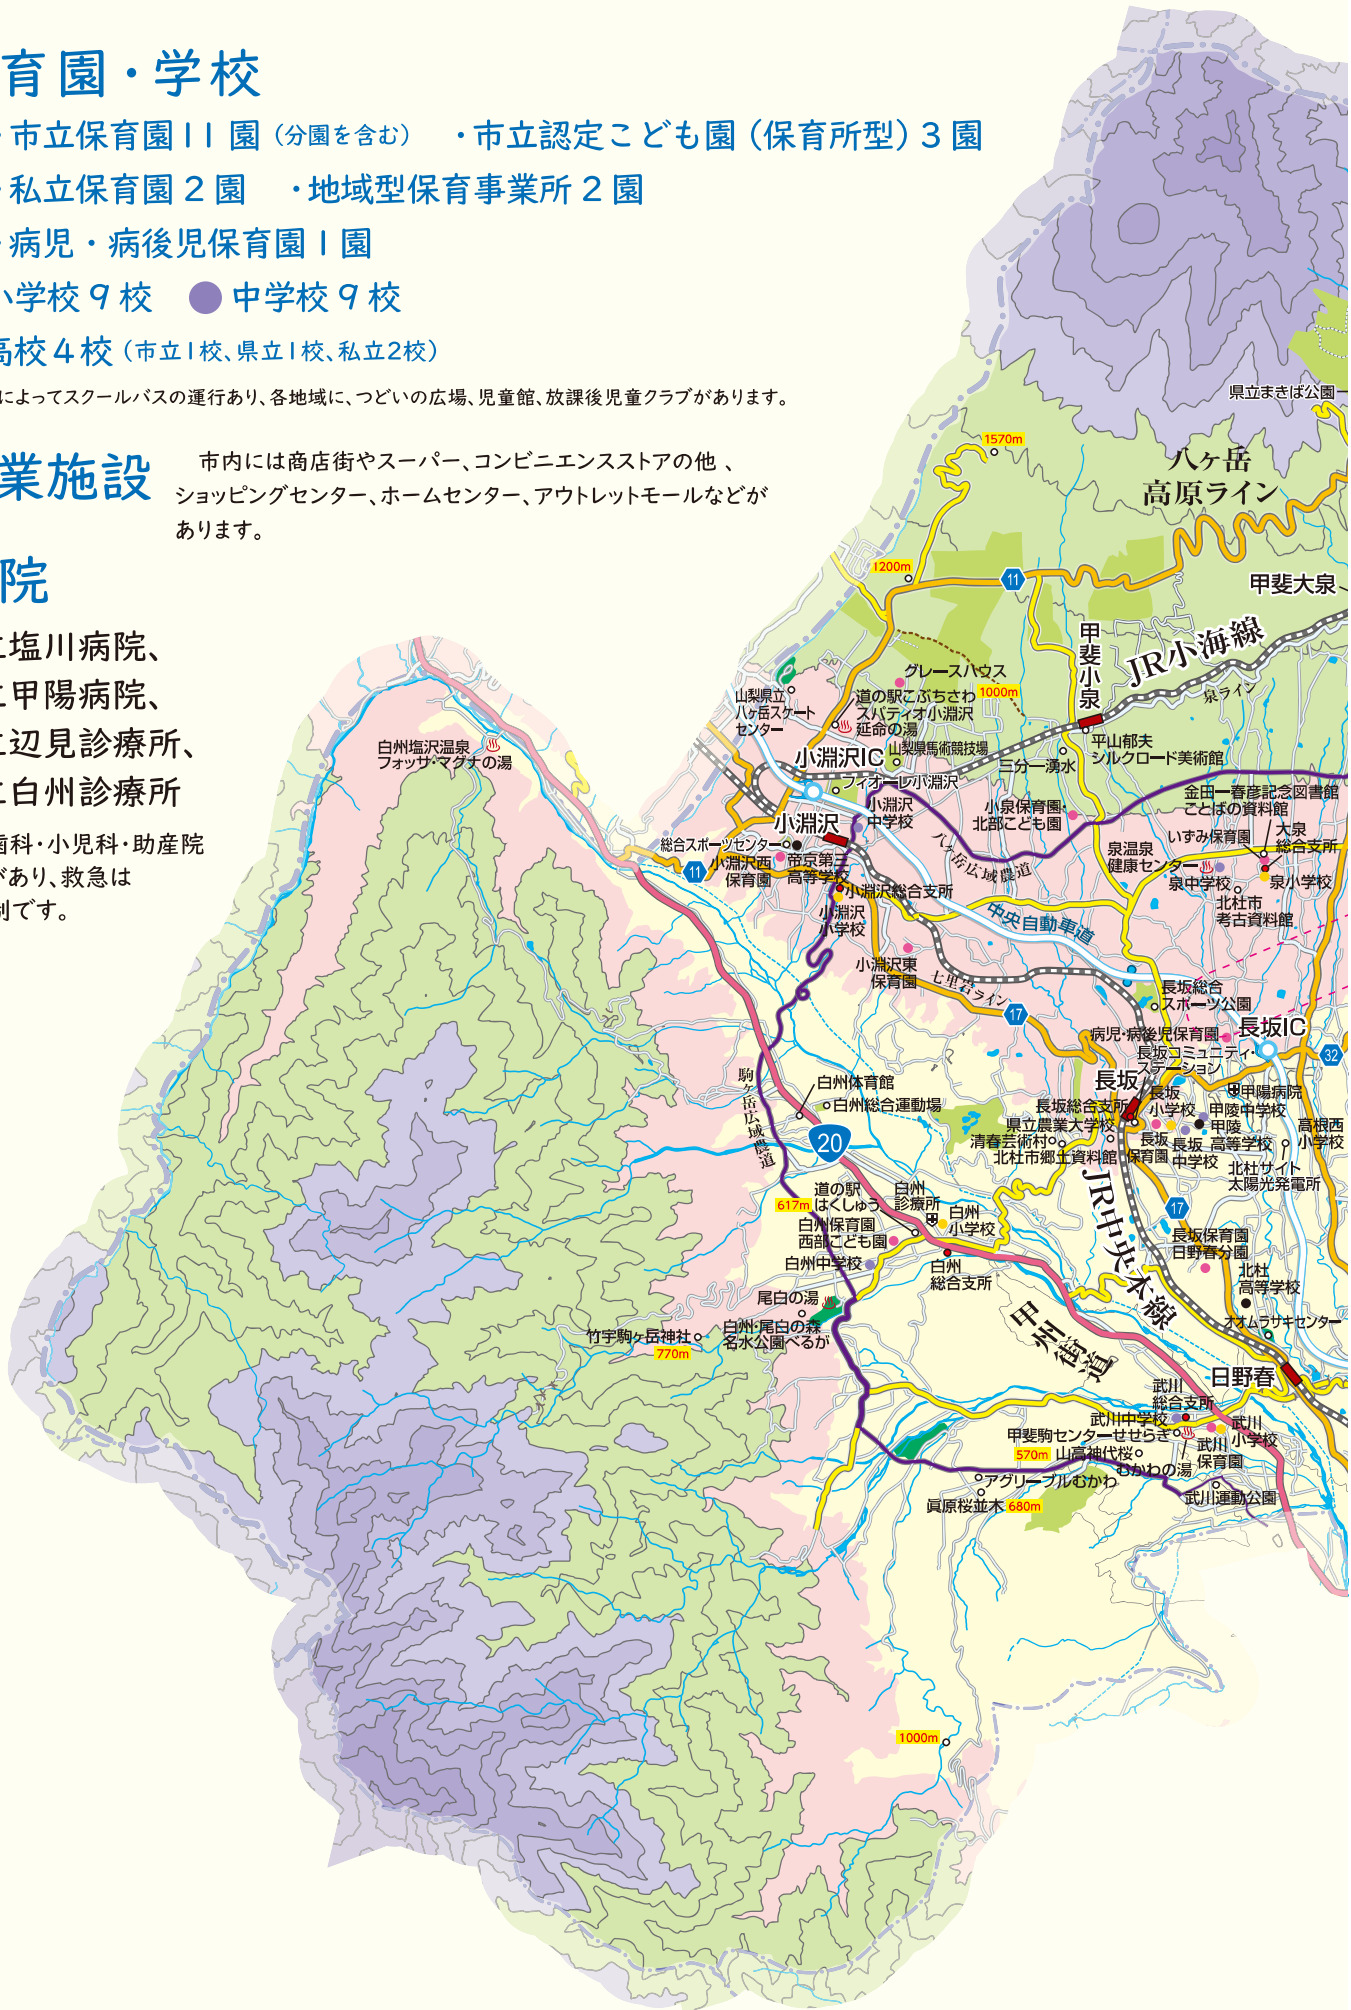 育園・学校
・市立保育園11園（分園を含む）　・市立認定こども園（保育所型）3園
・私立保育園2園　・地域型保育事業所2園
・病児・病後児保育園1園
小学校9校　●中学校9校
高校4校（市立1校、県立1校、私立2校）
によってスクールバスの運行あり、各地域に、つどいの広場、児童館、放課後児童クラブがあります。
業施設
市内には商店街やスーパー、コンビニエンスストアの他、
ショッピングセンター、ホームセンター、アウトレットモールなどが
あります。
院
立塩川病院、
立甲陽病院、
立辺見診療所、
立白州診療所
歯科・小児科・助産院
があり、救急は
制です。
県立まきば公園
1570m
八ヶ岳
高原ライン
1200m
11
甲斐大泉
JR小海線
甲斐小泉
泉ライン
グレースハウス
1000m
山梨県立
八ヶ岳スケート
センター
道の駅こぶちさわ
スパティオ小淵沢
延命の湯
山梨県馬術競技場
小淵沢IC
フィオーレ小淵沢
三分一湧水
平山郁夫
シルクロード美術館
白州塩沢温泉
フォッサ・マグナの湯
小淵沢
小淵沢
中学校
小泉保育園・
北部こども園
金田一春彦記念図書館
ことばの資料館
いずみ保育園
大泉
総合支所
総合スポーツセンター
小淵沢西
保育園
帝京第三
高等学校
八ヶ岳広域農道
泉温泉
健康センター
泉中学校
泉小学校
11
小淵沢総合支所
小淵沢
小学校
北杜市
考古資料館
中央自動車道
小淵沢東
保育園
七里岩ライン
17
長坂総合
スポーツ公園
病児・病後児保育園
長坂IC
長坂コミュニティ・
ステーション
32
長坂
甲陽病院
長坂総合支所
長坂
小学校
甲陵中学校
県立農業大学校
甲陵
高等学校
高根西
小学校
清春芸術村
北杜市郷土資料館
長坂
保育園
長坂
中学校
北杜サイト
太陽光発電所
駒ヶ岳広域農道
白州体育館
白州総合運動場
20
JR中央本線
617m
道の駅
はくしゅう
白州
診療所
白州
小学校
17
白州保育園
西部こども園
白州中学校
白州
総合支所
長坂保育園
日野春分園
北杜
高等学校
尾白の湯
白州・尾白の森
名水公園べるが
竹宇駒ヶ岳神社
770m
甲州街道
オオムラサキセンター
日野春
武川
総合支所
武川中学校
武川
小学校
甲斐駒センターせせらぎ
570m
山高神代桜
武川
保育園
むかわの湯
アグリーブルむかわ
眞原桜並木
680m
武川運動公園
1000m